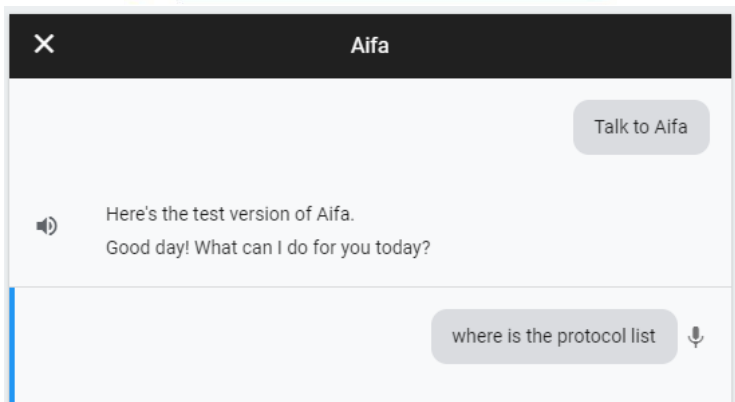 Aifa
Talk to Aifa
Here's the test version of Aifa.
Good day! What can I do for you today?
where is the protocol list